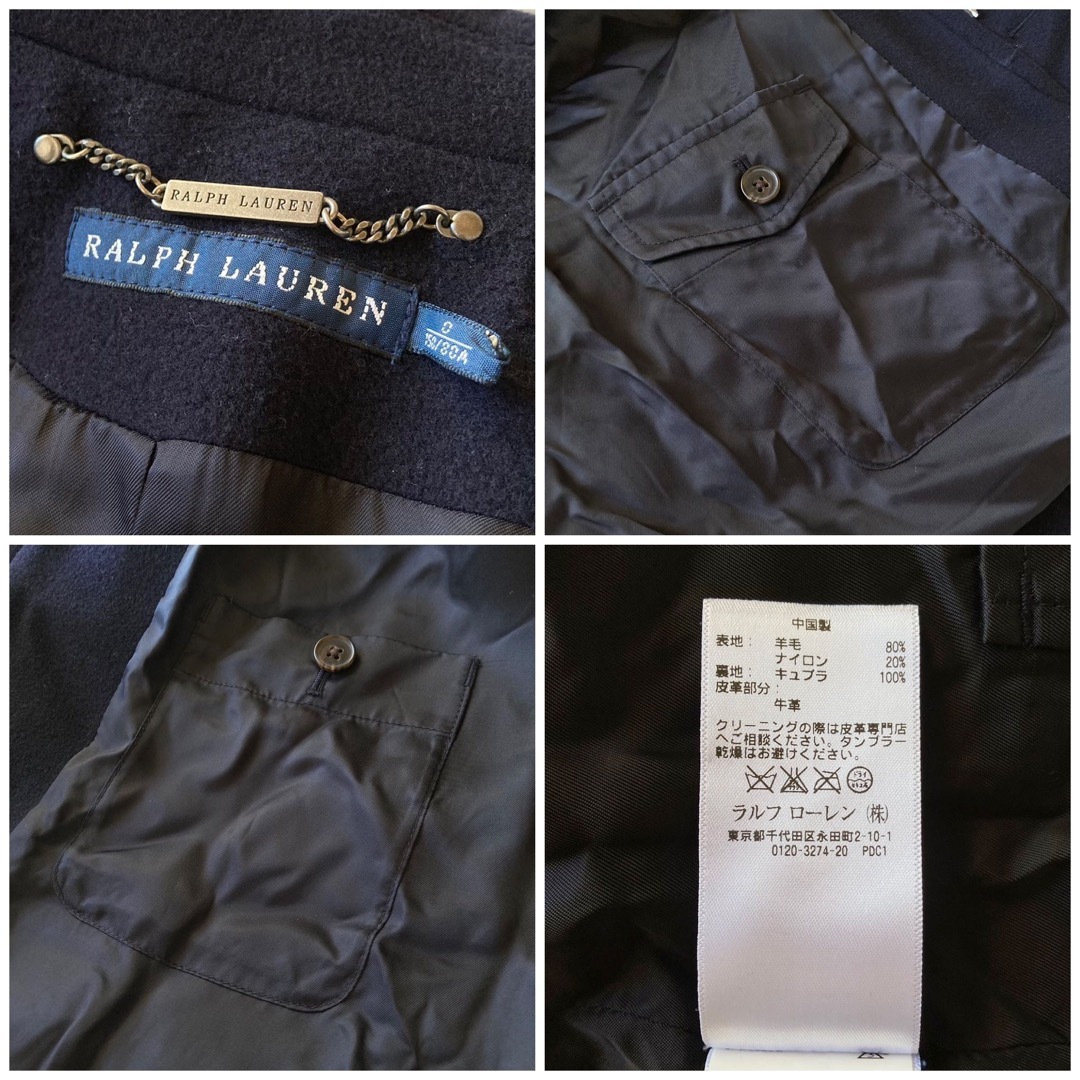 RALPH LAUREN
RALPH LAUREN
0
中国製
表地: 羊毛 80%
ナイロン 20%
裏地: キュプラ 100%
皮革部分:
牛革
クリーニングの際は皮革専門店
へご相談ください。タンブラー
乾燥はお避けください。
ドライ
ラルフ ローレン (株)
東京都千代田区永田町2-10-1
0120-3274-20 PDC1